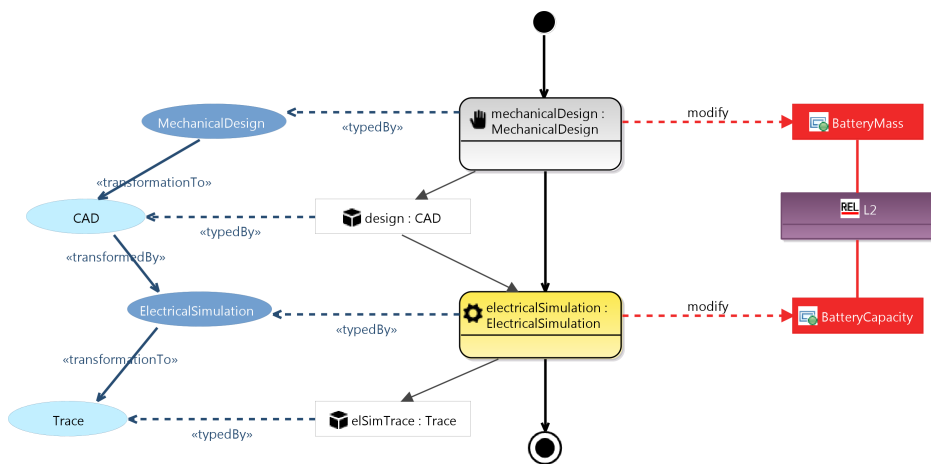 mechanicalDesign :
MechanicalDesign
modify
BatteryMass
MechanicalDesign
«typedBy»
«transformationTo»
REL L2
CAD
design : CAD
«typedBy»
«transformedBy»
ElectricalSimulation
electricalSimulation :
ElectricalSimulation
modify
BatteryCapacity
«typedBy»
«transformationTo»
Trace
elSimTrace : Trace
«typedBy»